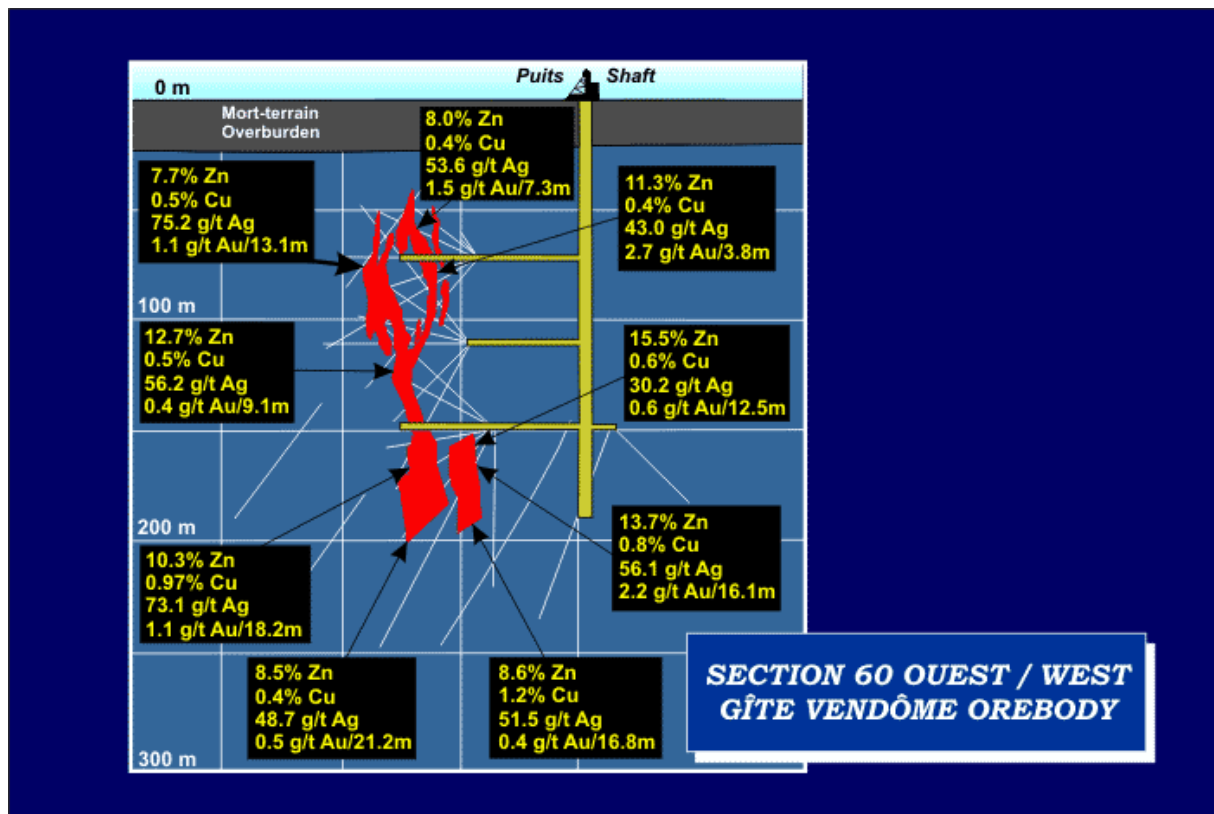 Puits Shaft
0 m
Mort-terrain
Overburden
8.0% Zn
0.4% Cu
53.6 g/t Ag
1.5 g/t Au/7.3m
7.7% Zn
0.5% Cu
75.2 g/t Ag
1.1 g/t Au/13.1m
11.3% Zn
0.4% Cu
43.0 g/t Ag
2.7 g/t Au/3.8m
100 m
12.7% Zn
0.5% Cu
56.2 g/t Ag
0.4 g/t Au/9.1m
15.5% Zn
0.6% Cu
30.2 g/t Ag
0.6 g/t Au/12.5m
200 m
13.7% Zn
0.8% Cu
56.1 g/t Ag
2.2 g/t Au/16.1m
10.3% Zn
0.97% Cu
73.1 g/t Ag
1.1 g/t Au/18.2m
8.5% Zn
0.4% Cu
48.7 g/t Ag
0.5 g/t Au/21.2m
8.6% Zn
1.2% Cu
51.5 g/t Ag
0.4 g/t Au/16.8m
300 m
SECTION 60 OUEST / WEST
GÎTE VENDÔME OREBODY